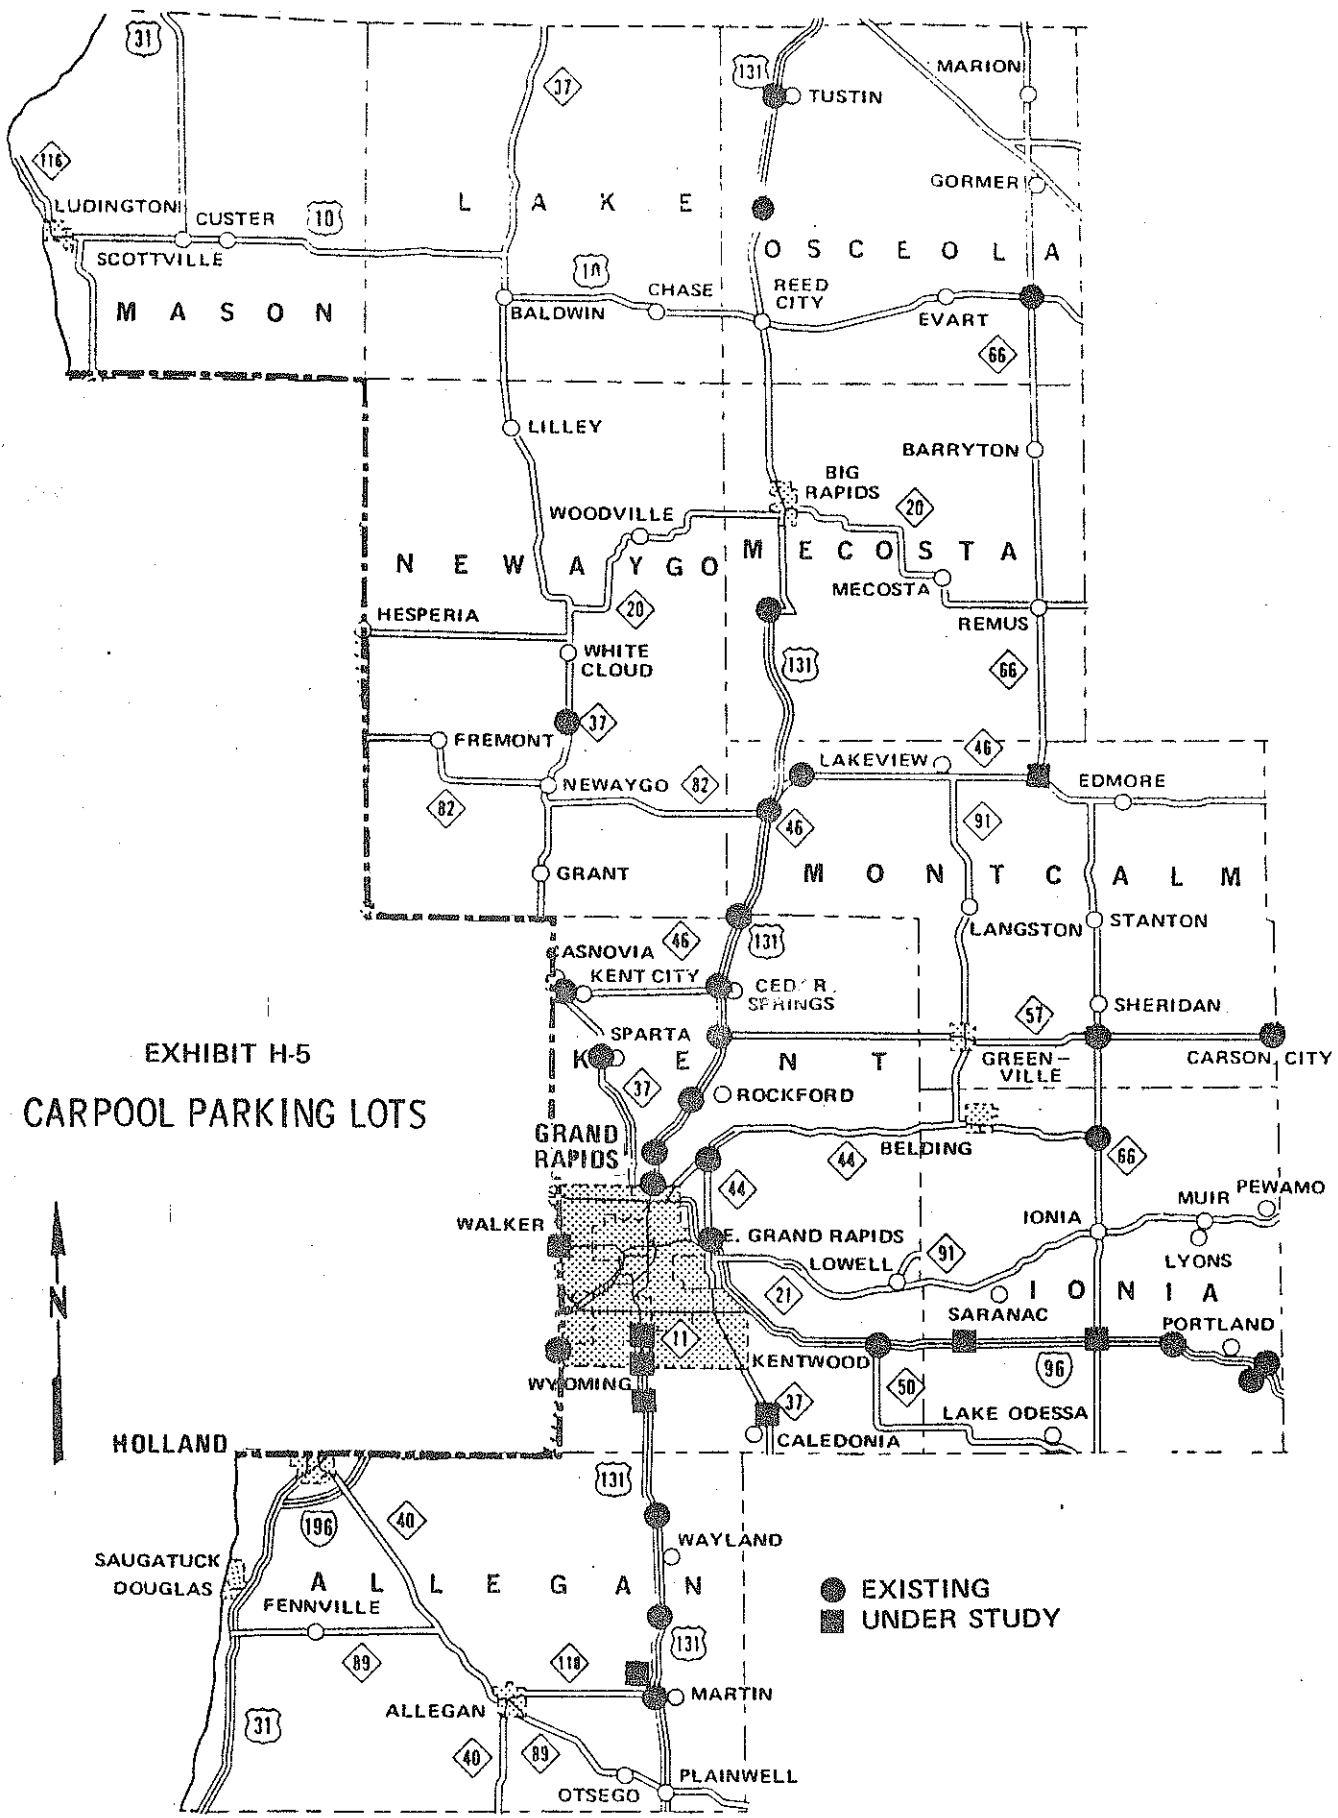 31
37
131
TUSTIN
MARION
116
GORMER
LUDINGTON
CUSTER
10
L A K E
SCOTTVILLE
O S C E O L A
10
CHASE
REED
CITY
M A S O N
BALDWIN
EVART
66
LILLEY
BARRYTON
BIG
RAPIDS
20
WOODVILLE
N E W A Y G O
M E C O S T A
MECOSTA
HESPERIA
20
REMUS
WHITE
CLOUD
131
66
37
FREMONT
46
LAKEVIEW
NEWAYGO
82
EDMORE
82
46
91
GRANT
M O N T C A L M
LANGSTON
STANTON
46
131
CASNOVIA
KENT CITY
CEDAR
SPRINGS
SHERIDAN
57
SPARTA
EXHIBIT H-5
K E N T
GREEN-
VILLE
CARSON CITY
37
ROCKFORD
CARPOOL PARKING LOTS
GRAND
RAPIDS
BELDING
44
66
44
MUIR
PEWAMO
WALKER
IONIA
E. GRAND RAPIDS
LOWELL
91
LYONS
N
21
SARANAC
I O N I A
PORTLAND
11
KENTWOOD
WYOMING
50
96
37
LAKE ODESSA
HOLLAND
CALEDONIA
131
196
40
WAYLAND
SAUGATUCK
DOUGLAS
A L L E G A N
FENNVILLE
EXISTING
UNDER STUDY
131
89
118
MARTIN
ALLEGAN
31
40
89
PLAINWELL
OTSEGO